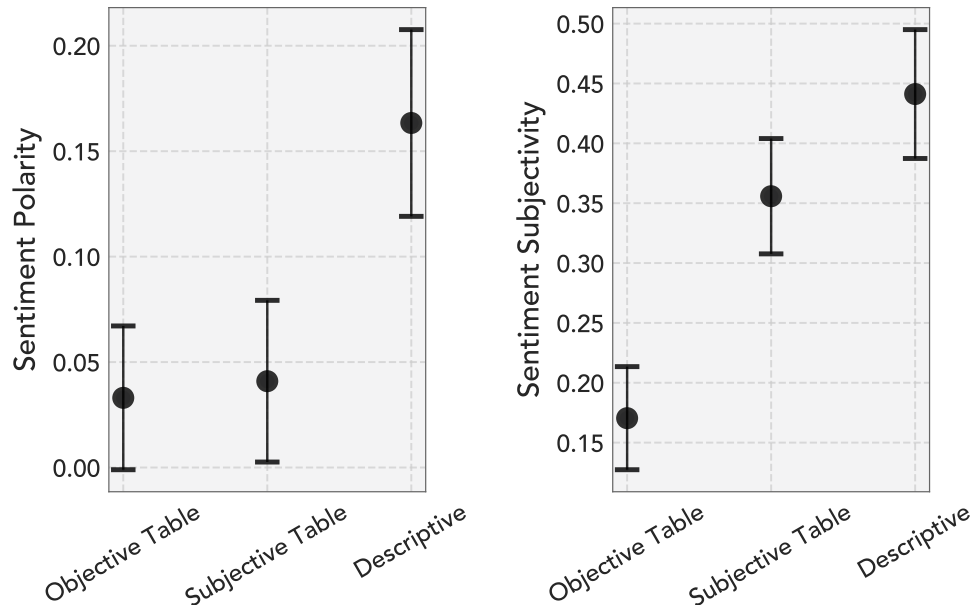 Sentiment Polarity
0.20
0.15
0.10
0.05
0.00
Objective Table
Subjective Table
Descriptive
Sentiment Subjectivity
0.50
0.45
0.40
0.35
0.30
0.25
0.20
0.15
Objective Table
Subjective Table
Descriptive